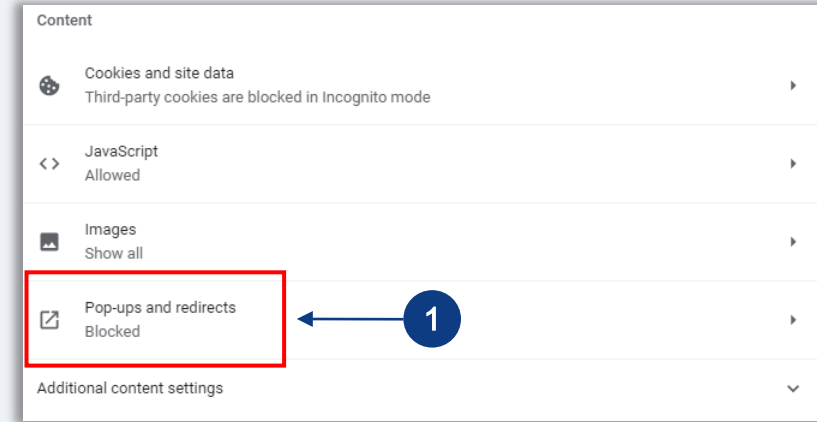 Content
Cookies and site data
Third-party cookies are blocked in Incognito mode
JavaScript
Allowed
Images
Show all
Pop-ups and redirects
Blocked
1
Additional content settings